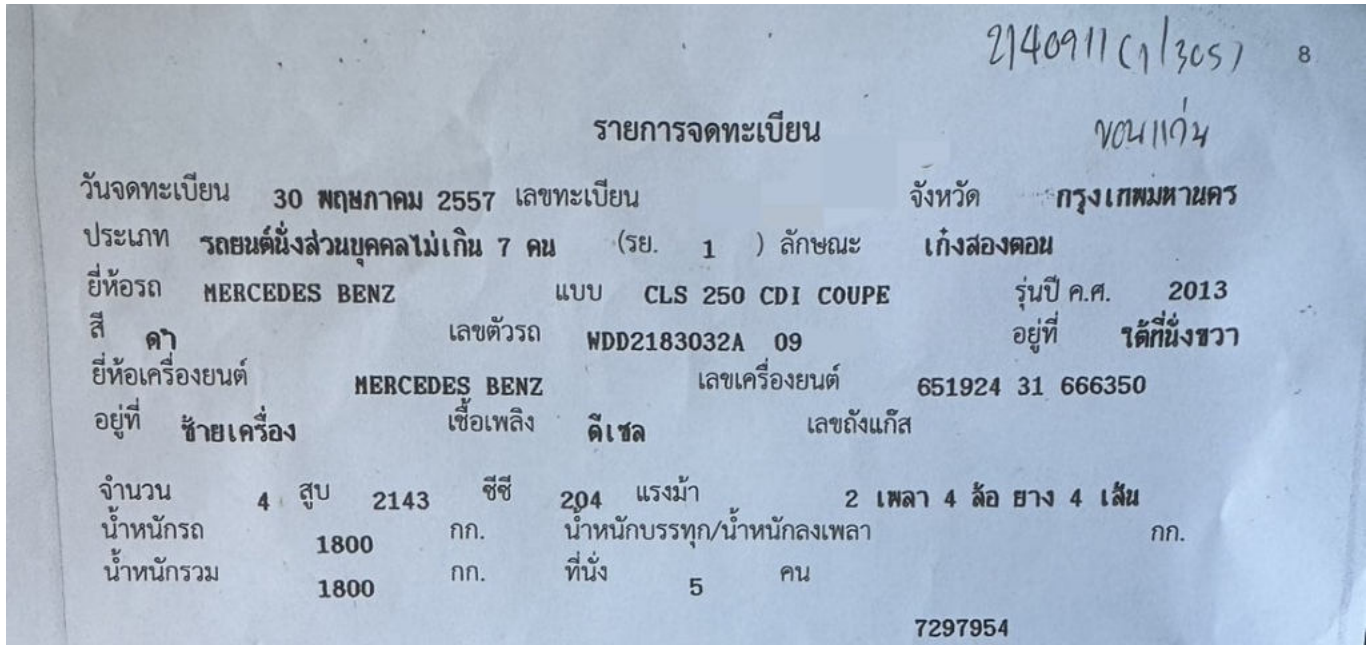 2140911 (1/305) 8
รายการจดทะเบียน ขอนแก่น
วันจดทะเบียน 30 พฤษภาคม 2557 เลขทะเบียน จังหวัด กรุงเทพมหานคร
ประเภท รถยนต์นั่งส่วนบุคคลไม่เกิน 7 คน (รย. 1 ) ลักษณะ เก๋งสองตอน
ยี่ห้อรถ MERCEDES BENZ แบบ CLS 250 CDI COUPE รุ่นปี ค.ศ. 2013
สี ดำ เลขตัวรถ WDD2183032A 09 อยู่ที่ ใต้ที่นั่งขวา
ยี่ห้อเครื่องยนต์ MERCEDES BENZ เลขเครื่องยนต์ 651924 31 666350
อยู่ที่ ซ้ายเครื่อง เชื้อเพลิง ดีเซล เลขถังแก๊ส
จำนวน 4 สูบ 2143 ซีซี 204 แรงม้า 2 เพลา 4 ล้อ ยาง 4 เส้น
น้ำหนักรถ 1800 กก. น้ำหนักบรรทุก/น้ำหนักลงเพลา กก.
น้ำหนักรวม 1800 กก. ที่นั่ง 5 คน
7297954